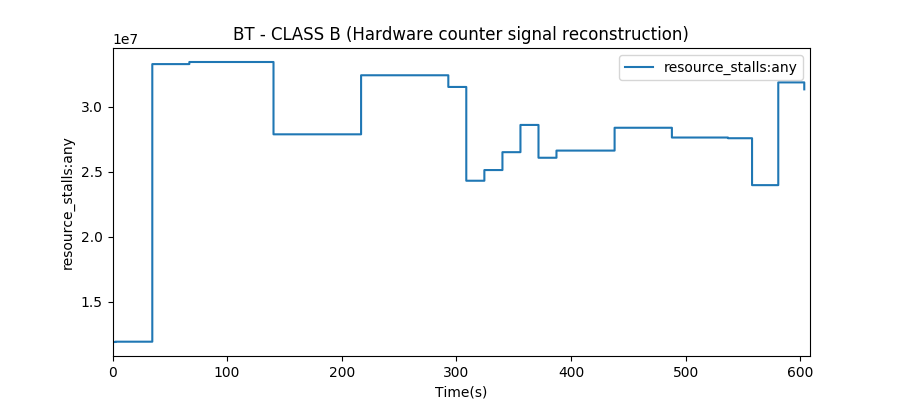 BT - CLASS B (Hardware counter signal reconstruction)
1e7
resource_stalls:any
3.0
2.5
2.0
1.5
resource_stalls:any
0 100 200 300 400 500 600
Time(s)